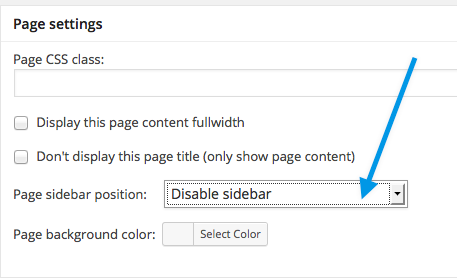 Page settings
Page CSS class:
Display this page content fullwidth
Don't display this page title (only show page content)
Page sidebar position: Disable sidebar
Page background color: Select Color